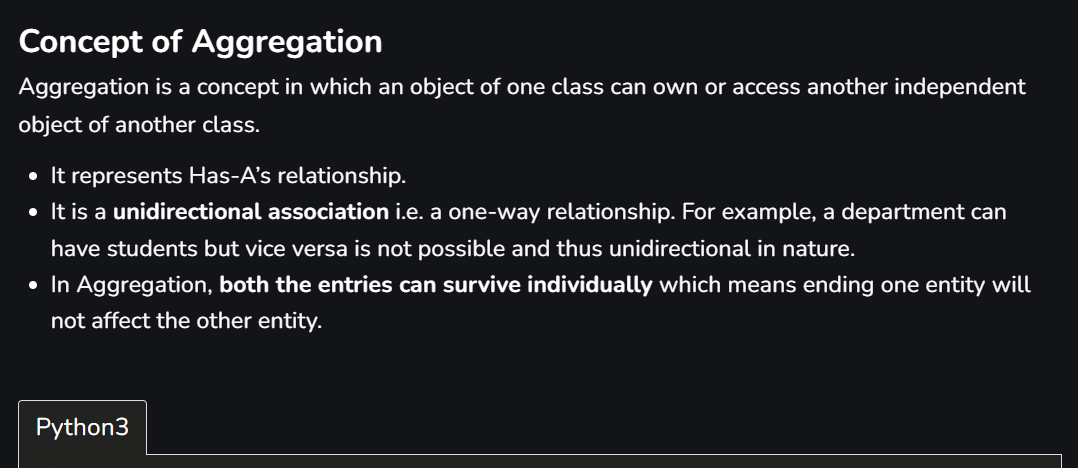 Concept of Aggregation
Aggregation is a concept in which an object of one class can own or access another independent
object of another class.
• It represents Has-A’s relationship.
• It is a unidirectional association i.e. a one-way relationship. For example, a department can
have students but vice versa is not possible and thus unidirectional in nature.
• In Aggregation, both the entries can survive individually which means ending one entity will
not affect the other entity.
Python3